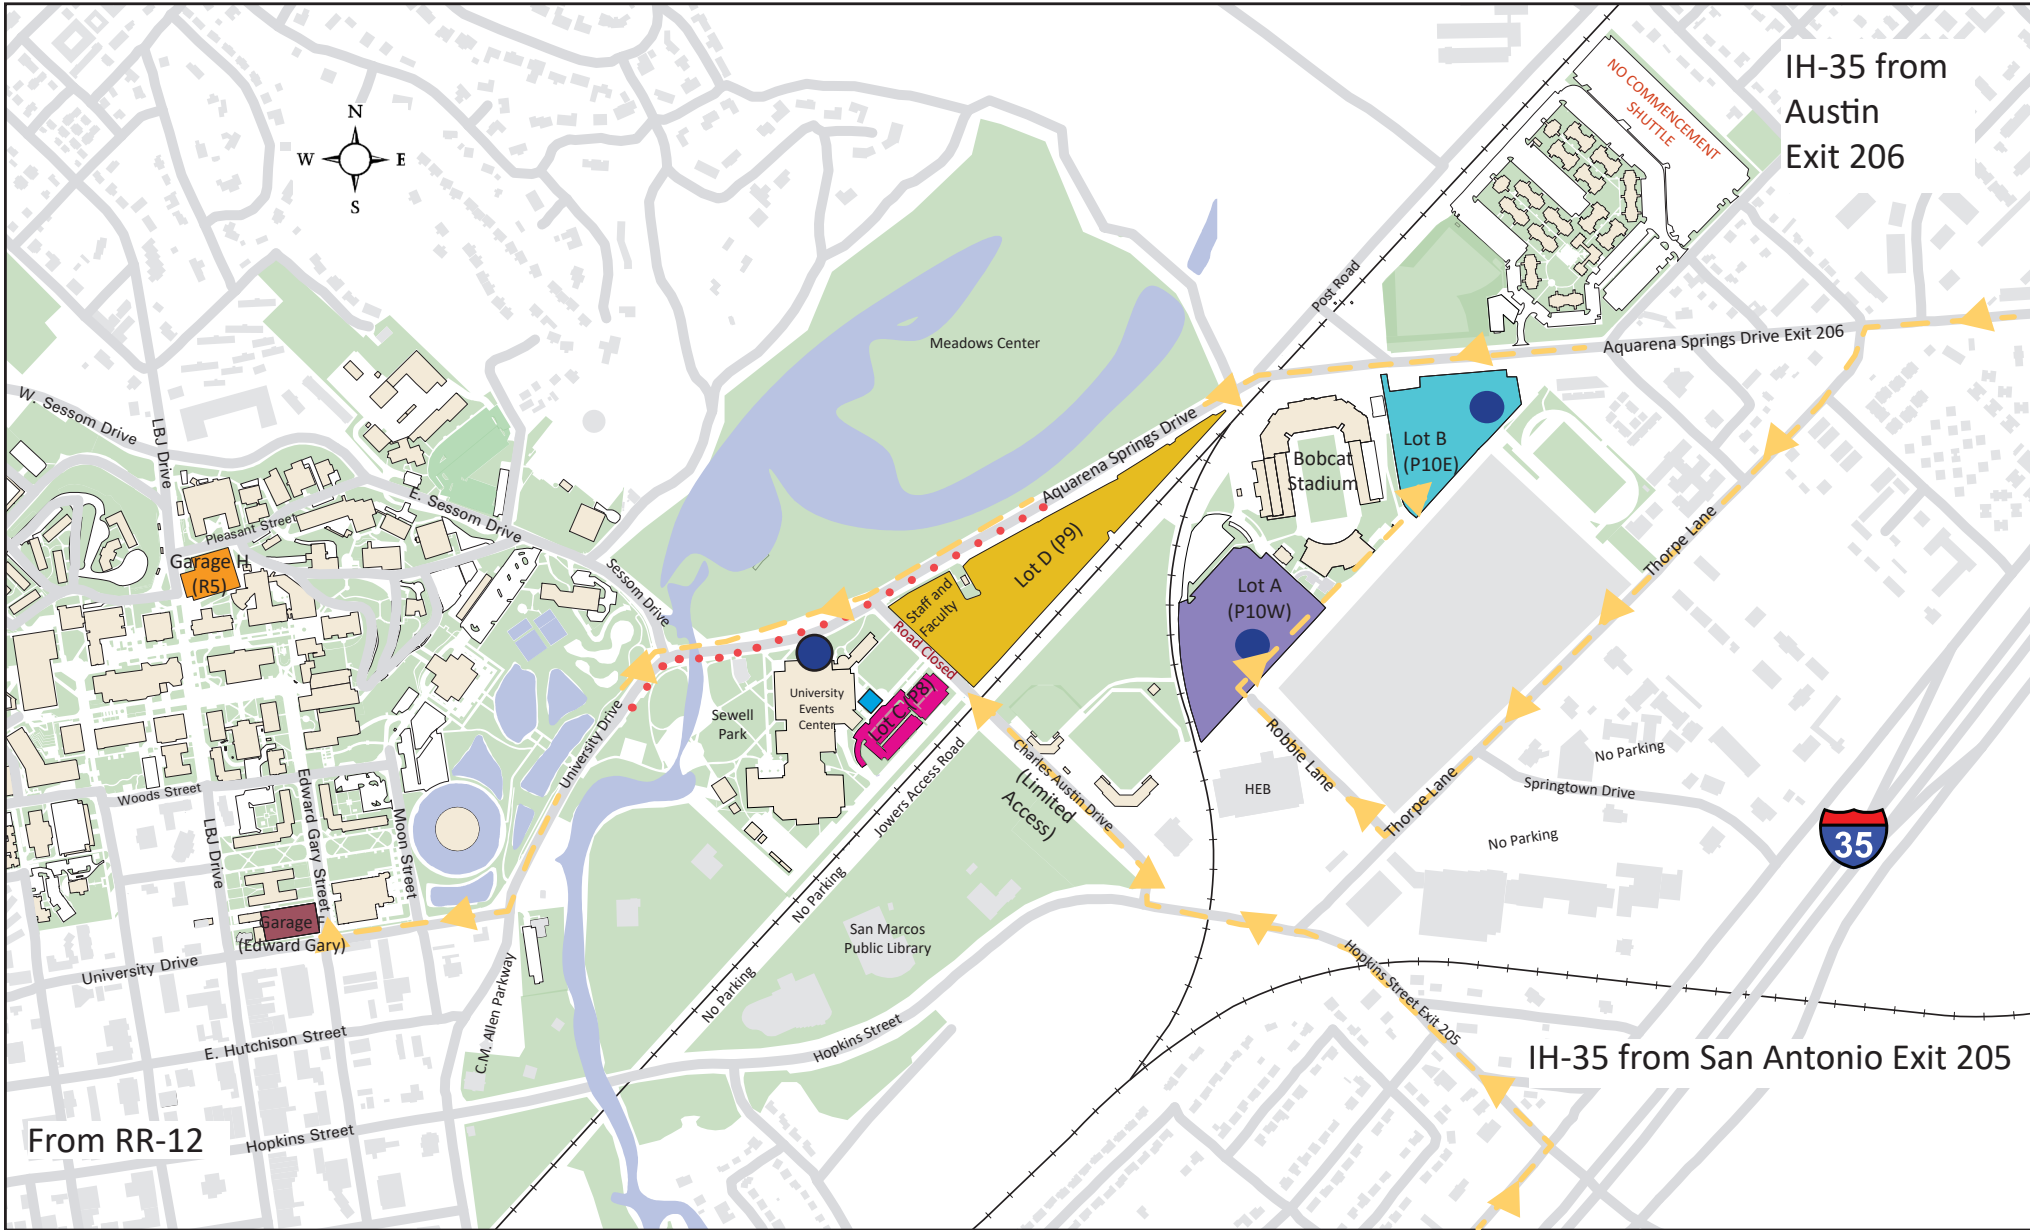 IH-35 from
Austin
Exit 206
NO COMMENCEMENT
SHUTTLE
N
W
E
S
Post Road
Meadows Center
Aquarena Springs Drive Exit 206
W. Sessom Drive
LBJ Drive
Aquarena Springs Drive
Lot B
(P10E)
Bobcat
Stadium
E. Sessom Drive
Pleasant Street
Thorpe Lane
Garage H
(R5)
Sessom Drive
Lot D (P9)
Staff and
Faculty
Lot A
(P10W)
Road Closed
University
Events
Center
Sewell
Park
Lot C (P8)
University Drive
Robbie Lane
No Parking
Charles Austin Drive
(Limited
Access)
Jowers Access Road
HEB
Springtown Drive
Woods Street
Edward Gary Street
Moon Street
LBJ Drive
Thorpe Lane
No Parking
35
No Parking
Garage F
(Edward Gary)
San Marcos
Public Library
University Drive
No Parking
C.M. Allen Parkway
Hopkins Street Exit 205
E. Hutchison Street
Hopkins Street
IH-35 from San Antonio Exit 205
From RR-12
Hopkins Street